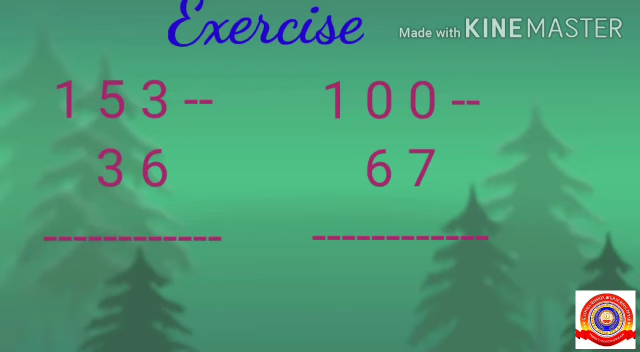 Exercise
Made with KINEMASTER
1 5 3 -- 1 0 0 --
3 6 6 7
------------ ------------